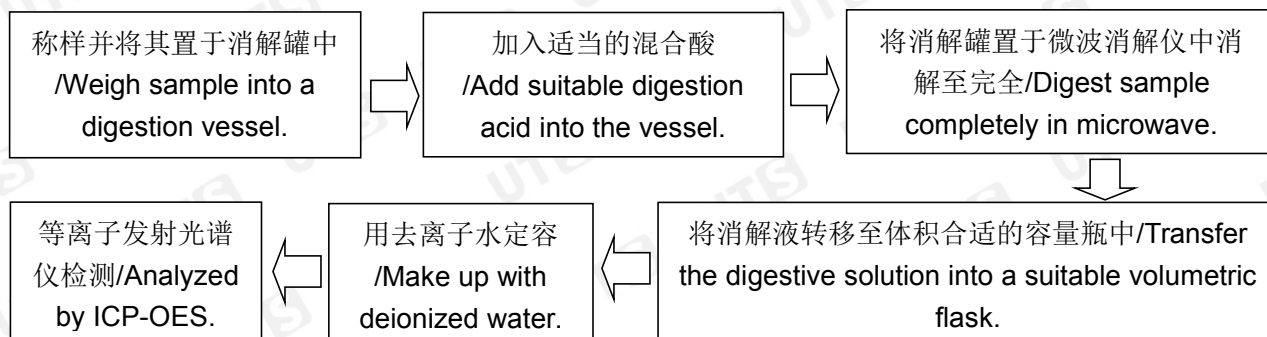 称样并将其置于消解罐中
/Weigh sample into a
digestion vessel.
加入适当的混合酸
/Add suitable digestion
acid into the vessel.
将消解罐置于微波消解仪中消
解至完全/Digest sample
completely in microwave.
将消解液转移至体积合适的容量瓶中/Transfer
the digestive solution into a suitable volumetric
flask.
用去离子水定容
/Make up with
deionized water.
等离子发射光谱
仪检测/Analyzed
by ICP-OES.